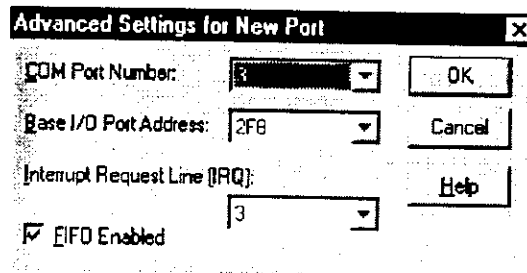 Advanced Settings for New Port
COM Port Number: 3 OK
Base I/O Port Address: 2F8 Cancel
Interrupt Request Line (IRQ): Help
3
FIFO Enabled